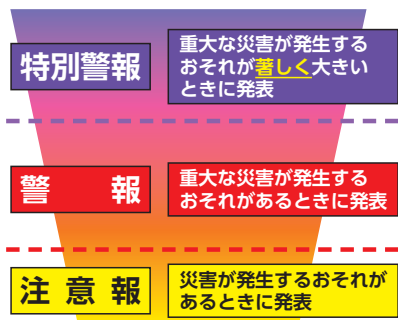 特別警報
重大な災害が発生する
おそれが著しく大きい
ときに発表
警報
重大な災害が発生する
おそれがあるときに発表
注意報
災害が発生するおそれが
あるときに発表